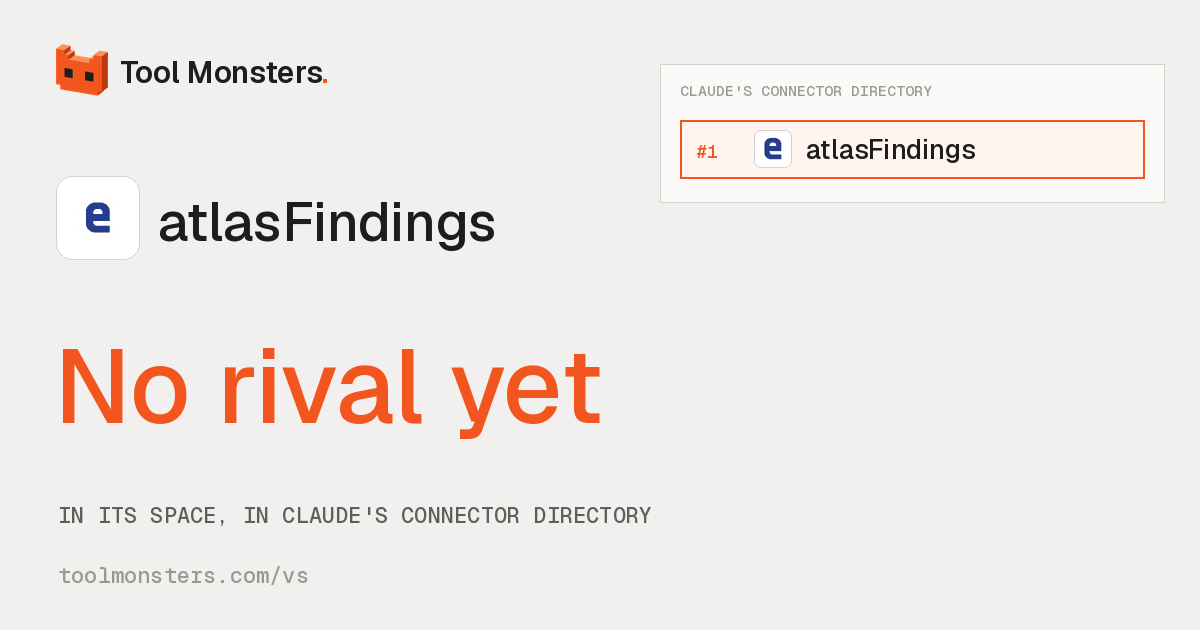 Tool Monsters.
CLAUDE'S CONNECTOR DIRECTORY
#1 e atlasFindings
e atlasFindings
No rival yet
IN ITS SPACE, IN CLAUDE'S CONNECTOR DIRECTORY
toolmonsters.com/vs